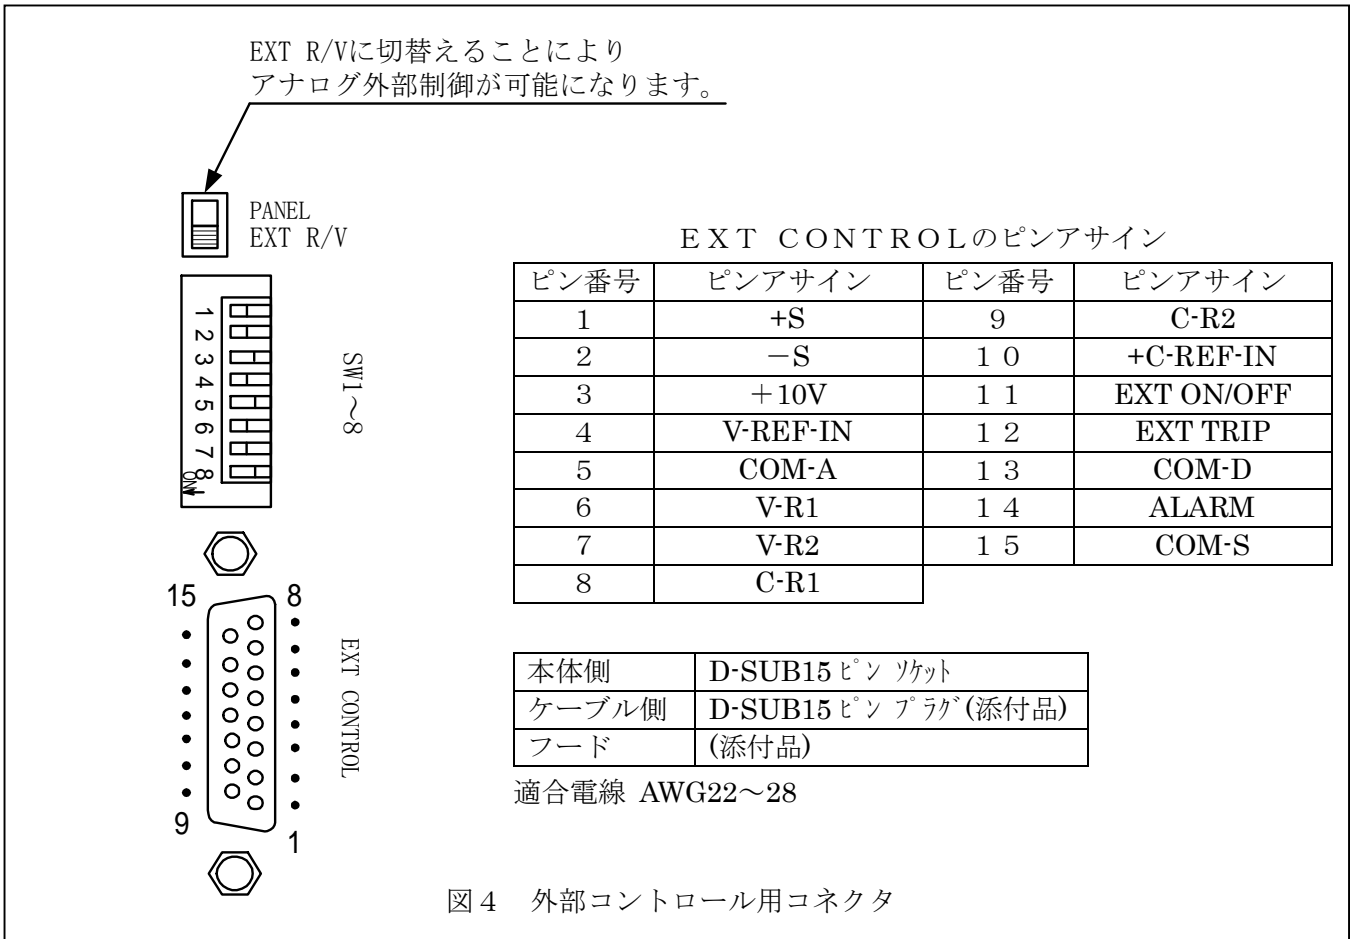 EXT R/Vに切替えることにより
アナログ外部制御が可能になります。
PANEL
EXT R/V
1
2
3
4
5
6
7
8
ON
SW1～8
15
8
9
1
EXT CONTROL
ＥＸＴ ＣＯＮＴＲＯＬのピンアサイン
ピン番号 ピンアサイン ピン番号 ピンアサイン
１ +S ９ C-R2
２ －S １０ +C-REF-IN
３ ＋10V １１ EXT ON/OFF
４ V-REF-IN １２ EXT TRIP
５ COM-A １３ COM-D
６ V-R1 １４ ALARM
７ V-R2 １５ COM-S
８ C-R1
本体側 D-SUB15ﾋﾟﾝ ｿｹｯﾄ
ケーブル側 D-SUB15ﾋﾟﾝ ﾌﾟﾗｸﾞ(添付品)
フード (添付品)
適合電線 AWG22～28
図４ 外部コントロール用コネクタ